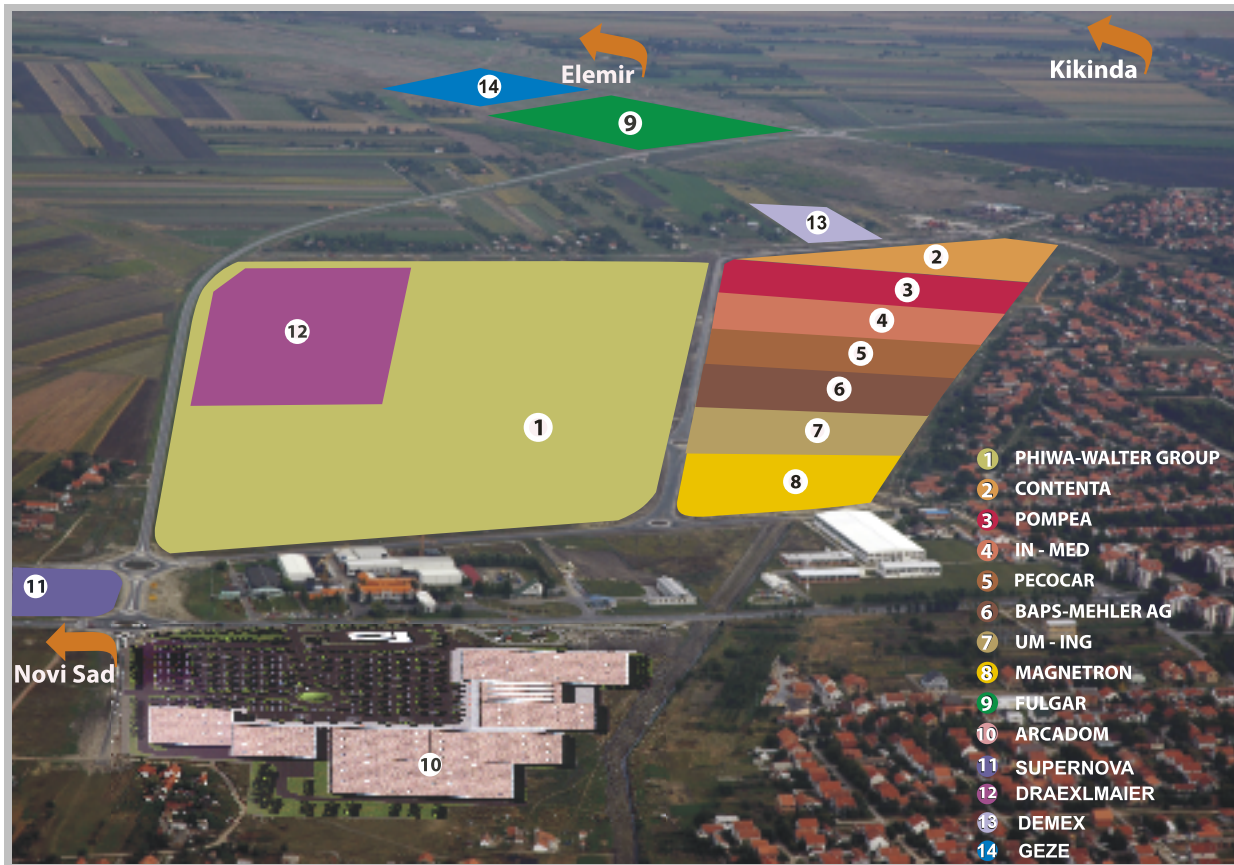 Elemir
Kikinda
14
9
13
2
3
12
4
5
6
1
7
8
11
Novi Sad
10
1 PHIWA-WALTER GROUP
2 CONTENTA
3 POMPEA
4 IN - MED
5 PECOCAR
6 BAPS-MEHLER AG
7 UM - ING
8 MAGNETRON
9 FULGAR
10 ARCADOM
11 SUPERNOVA
12 DRAEXLMAIER
13 DEMEX
14 GEZE